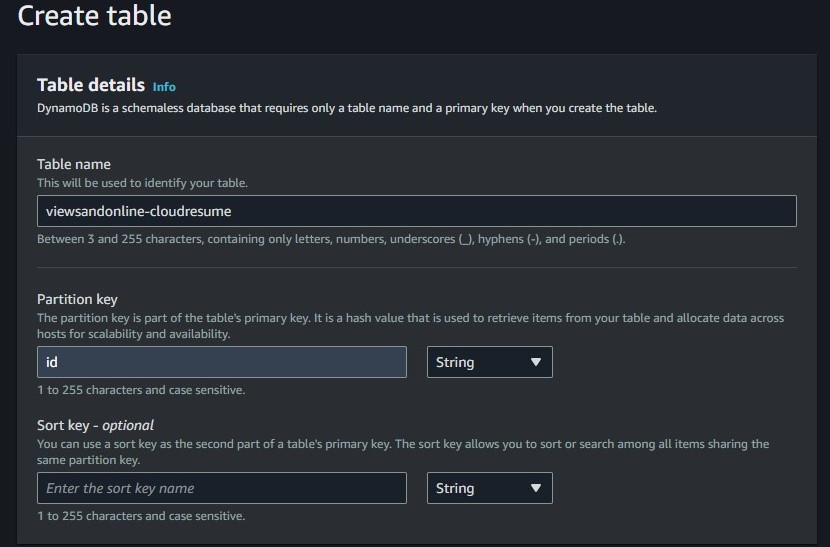 Create table
Table details Info
DynamoDB is a schemaless database that requires only a table name and a primary key when you create the table.
Table name
This will be used to identify your table.
viewsandonline-cloudresume
Between 3 and 255 characters, containing only letters, numbers, underscores (_), hyphens (-), and periods (.).
Partition key
The partition key is part of the table's primary key. It is a hash value that is used to retrieve items from your table and allocate data across
hosts for scalability and availability.
id String
1 to 255 characters and case sensitive.
Sort key - optional
You can use a sort key as the second part of a table's primary key. The sort key allows you to sort or search among all items sharing the
same partition key.
Enter the sort key name String
1 to 255 characters and case sensitive.